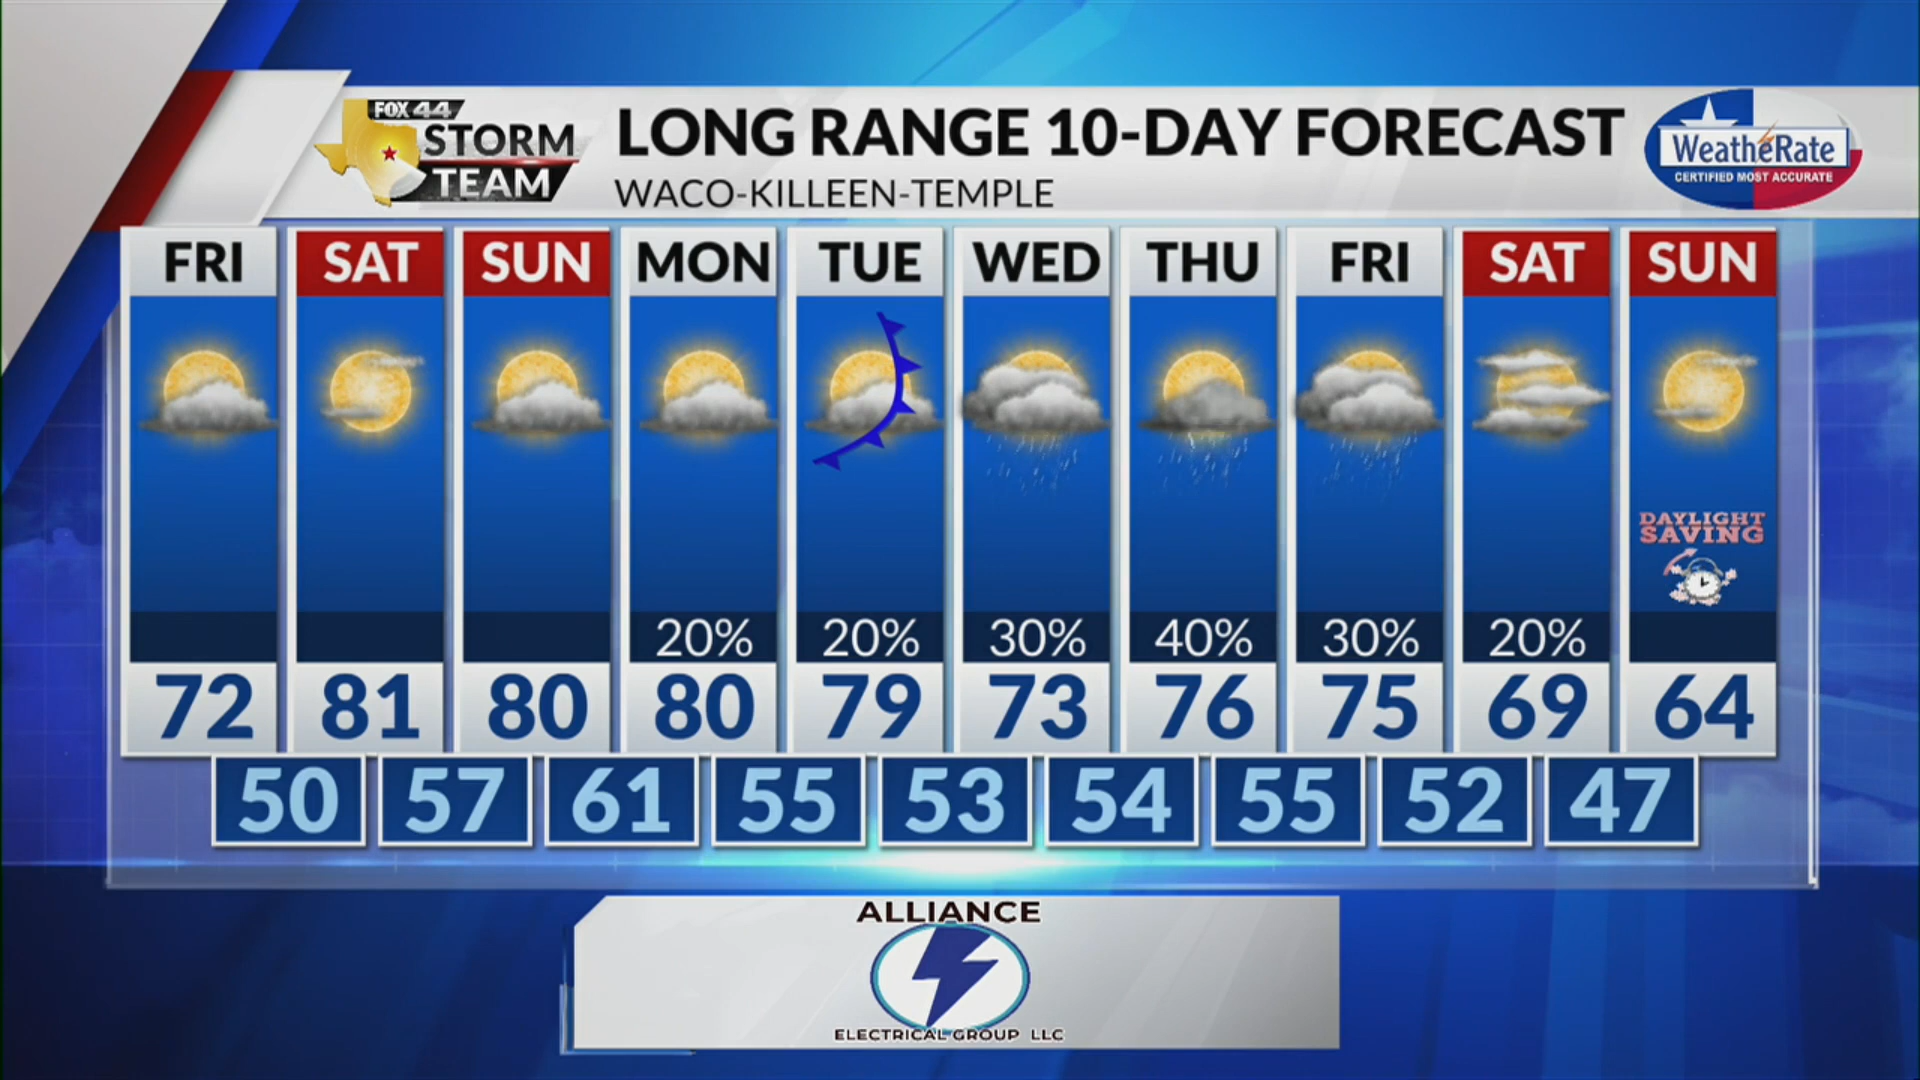 FOX 44
STORM
TEAM
LONG RANGE 10-DAY FORECAST
WACO-KILLEEN-TEMPLE
WeatheRate
CERTIFIED MOST ACCURATE
FRI SAT SUN MON TUE WED THU FRI SAT SUN
DAYLIGHT
SAVING
20% 20% 30% 40% 30% 20%
72 81 80 80 79 73 76 75 69 64
50 57 61 55 53 54 55 52 47
ALLIANCE
ELECTRICAL GROUP LLC